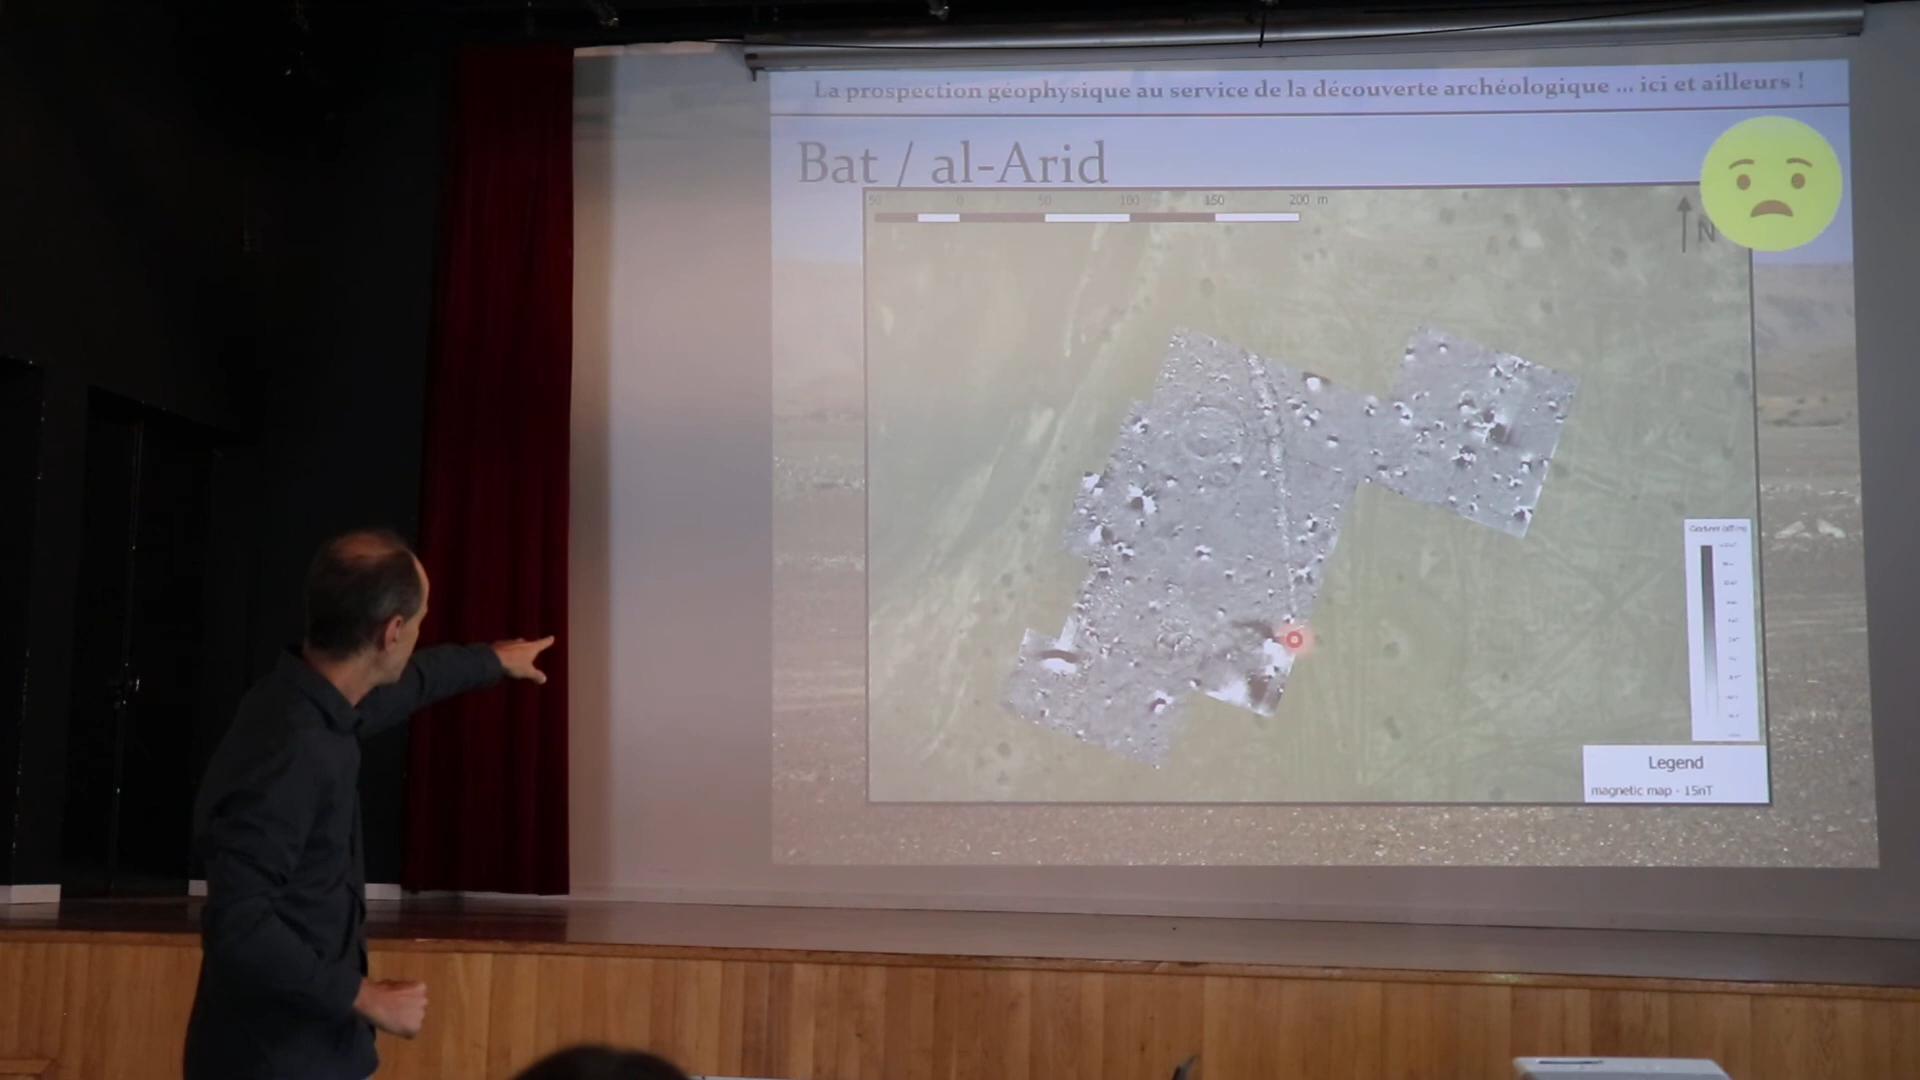 La prospection géophysique au service de la découverte archéologique ... ici et ailleurs !
Bat / al-Arid
50 0 50 100 150 200 m
N
Legend
magnetic map - 15nT